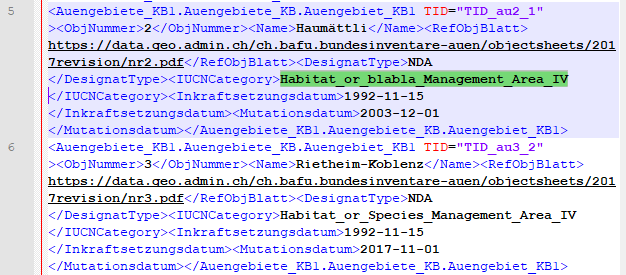 5 <Auengebiete_KB1.Auengebiete_KB.Auengebiet_KB1 TID="TID_au2_1"
><ObjNummer>2</ObjNummer><Name>Haumättli</Name><RefObjBlatt>
https://data.geo.admin.ch/ch.bafu.bundesinventare-auen/objectsheets/201
7revision/nr2.pdf</RefObjBlatt><DesignatType>NDA
</DesignatType><IUCNCategory>Habitat_or_blabla_Management_Area_IV
</IUCNCategory><Inkraftsetzungsdatum>1992-11-15
</Inkraftsetzungsdatum><Mutationsdatum>2003-12-01
</Mutationsdatum></Auengebiete_KB1.Auengebiete_KB.Auengebiet_KB1>
6 <Auengebiete_KB1.Auengebiete_KB.Auengebiet_KB1 TID="TID_au3_2"
><ObjNummer>3</ObjNummer><Name>Rietheim-Koblenz</Name><RefObjBlatt>
https://data.geo.admin.ch/ch.bafu.bundesinventare-auen/objectsheets/201
7revision/nr3.pdf</RefObjBlatt><DesignatType>NDA
</DesignatType><IUCNCategory>Habitat_or_Species_Management_Area_IV
</IUCNCategory><Inkraftsetzungsdatum>1992-11-15
</Inkraftsetzungsdatum><Mutationsdatum>2017-11-01
</Mutationsdatum></Auengebiete_KB1.Auengebiete_KB.Auengebiet_KB1>